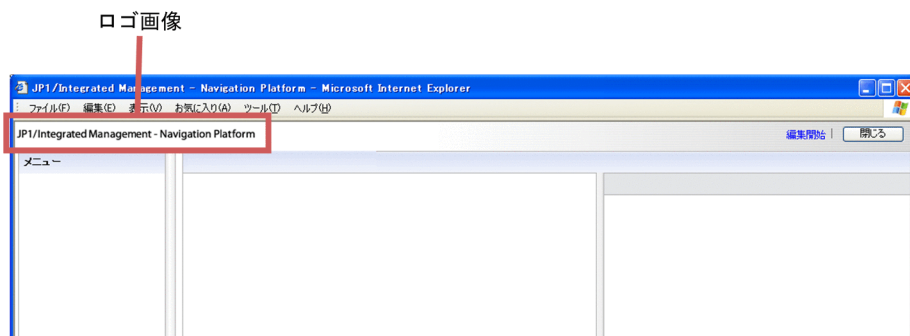 ロゴ画像
JP1/Integrated Management - Navigation Platform - Microsoft Internet Explorer
ファイル(F) 編集(E) 表示(V) お気に入り(A) ツール(T) ヘルプ(H)
JP1/Integrated Management - Navigation Platform 編集開始 | 閉じる
メニュー